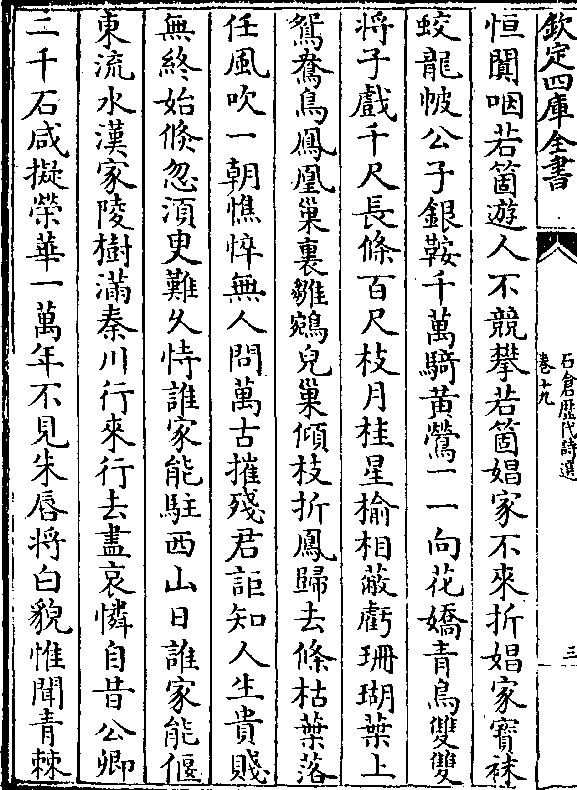 欽定四庫全書
石倉歴代詩選
卷十九
三
恒闐咽若箇遊人不競攀若箇娼家不來折娼家寳袜
蛟龍帔公子銀鞍千萬騎黄鶯一一向花嬌青鳥雙雙
將子戲千尺長條百尺枝月桂星榆相蔽虧珊瑚葉上
鴛鴦鳥鳳凰巢裏雛鵷兒巢傾枝折鳳歸去條枯葉落
任風吹一朝憔悴無人問萬古摧殘君詎知人生貴賤
無終始倐忽湏更難久恃誰家能駐西山日誰家能偃
東流水漢家陵樹滿秦川行來行去盡哀憐自昔公卿
二千石咸擬榮華一萬年不見朱唇將白貌惟聞青棘